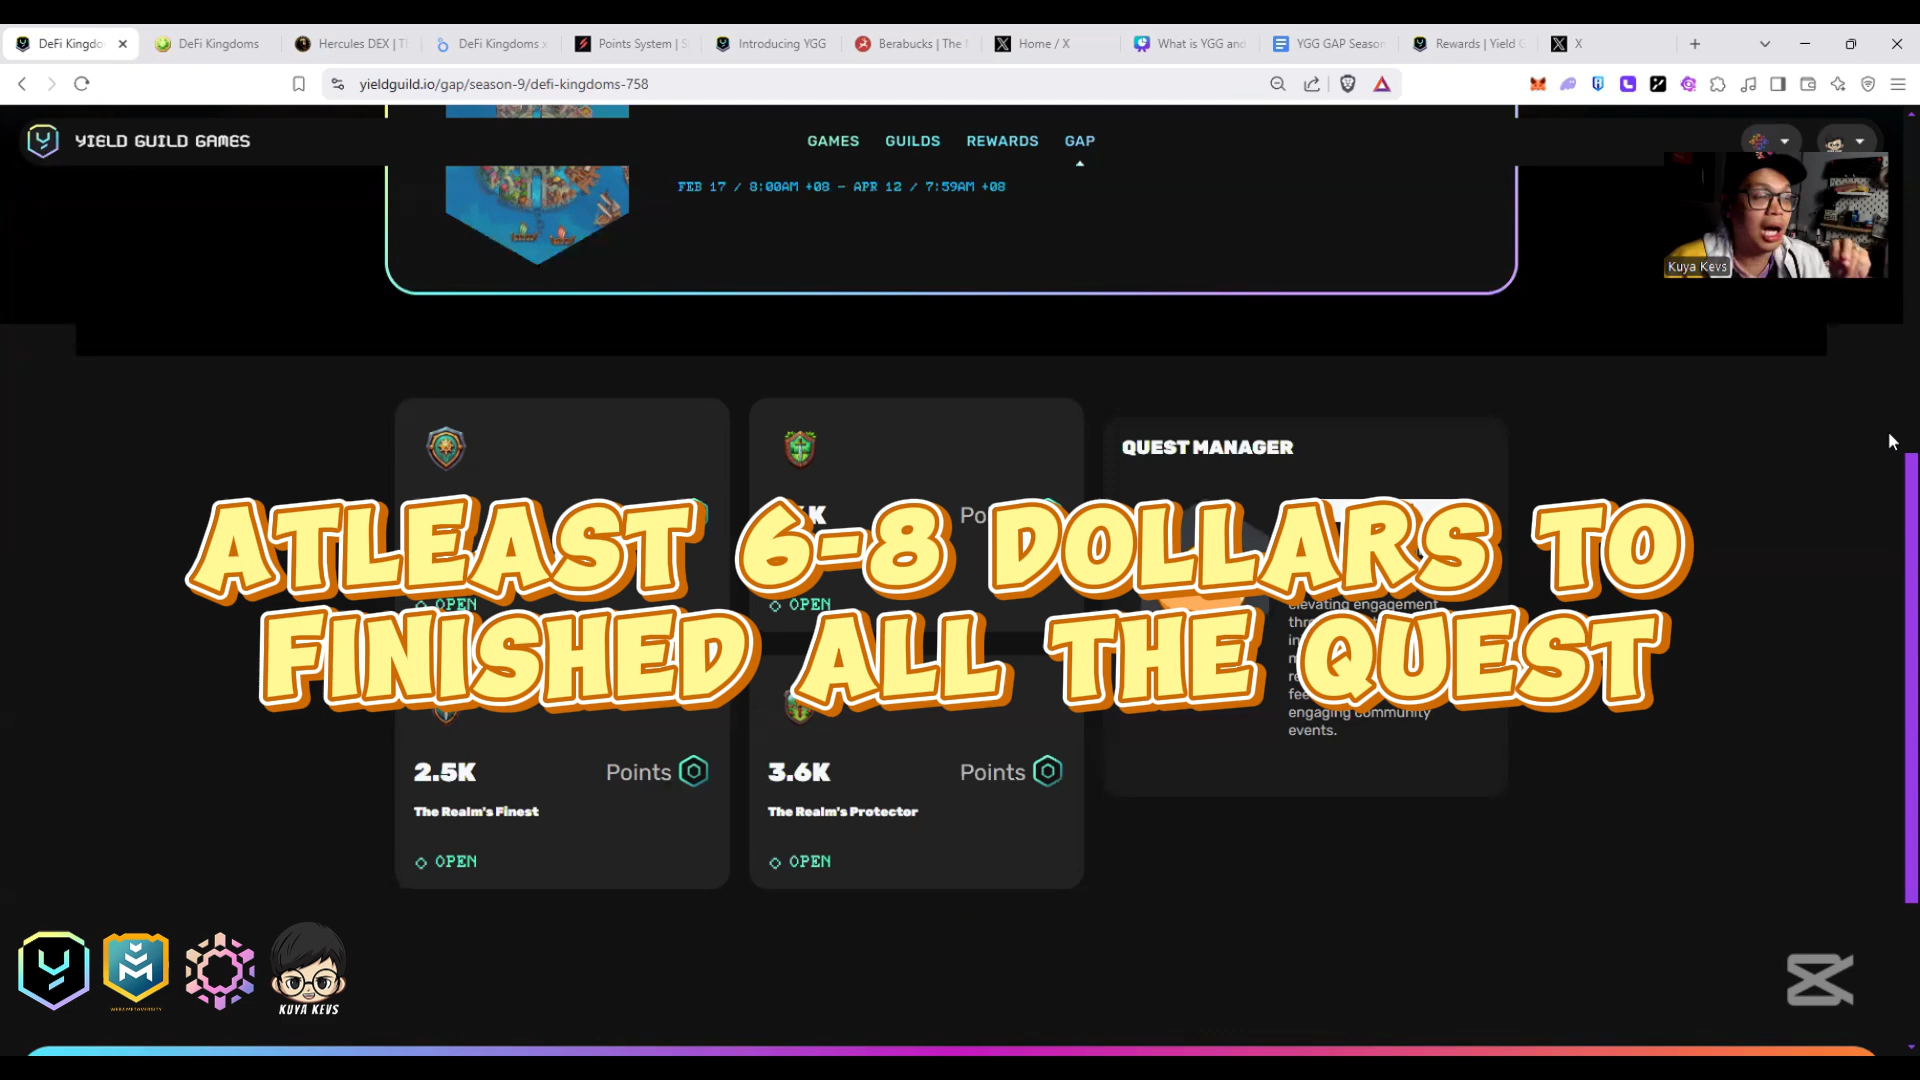 DeFi Kingdo
DeFi Kingdoms
Hercules DEX | T
DeFi Kingdoms x
Points System | S
Introducing YGG
Berabucks | The
Home / X
What is YGG and
YGG GAP Season
Rewards | Yield G
X
yieldguild.io/gap/season-9/defi-kingdoms-758
YIELD GUILD GAMES
GAMES
GUILDS
REWARDS
GAP
FEB 17 / 8:00AM +08 – APR 12 / 7:59AM +08
Kuya Kevs
QUEST MANAGER
ATLEAST 6-8 DOLLARS TO
FINISHED ALL THE QUEST
OPEN
OPEN
elevating engagement
engaging community
events.
2.5K
Points
The Realm's Finest
OPEN
3.6K
Points
The Realm's Protector
OPEN
KUYA KEVS